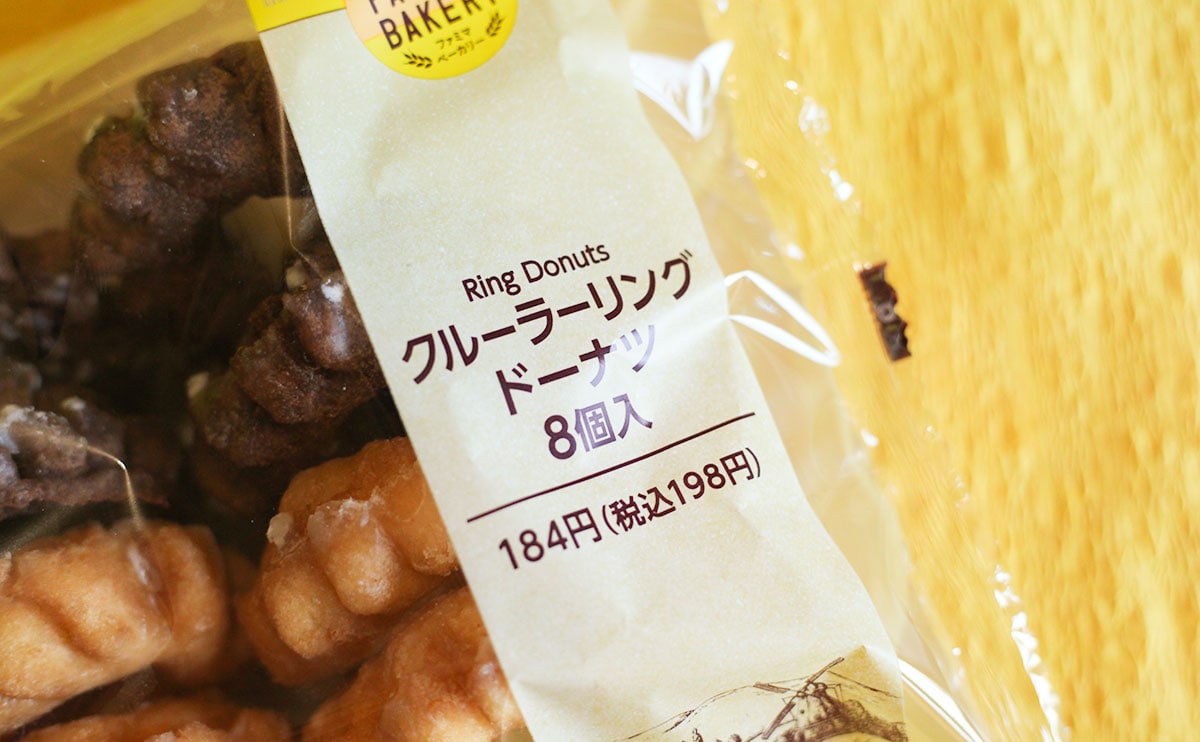 BAKERY
ファミマ
ベーカリー
Ring Donuts
クルーラーリング
ドーナツ
8個入
184円(税込198円)